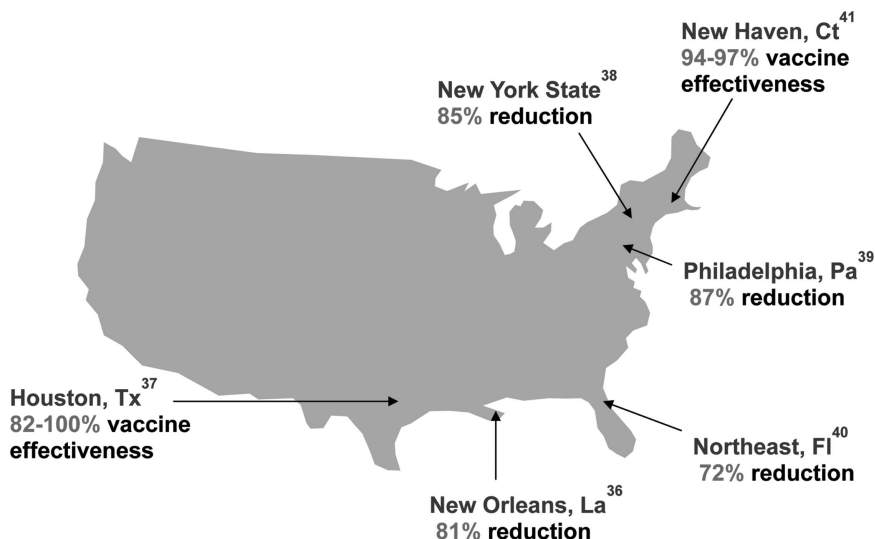 New Haven, Ct41
94-97% vaccine
effectiveness
New York State38
85% reduction
Philadelphia, Pa39
87% reduction
Houston, Tx37
82-100% vaccine
effectiveness
Northeast, Fl40
72% reduction
New Orleans, La36
81% reduction